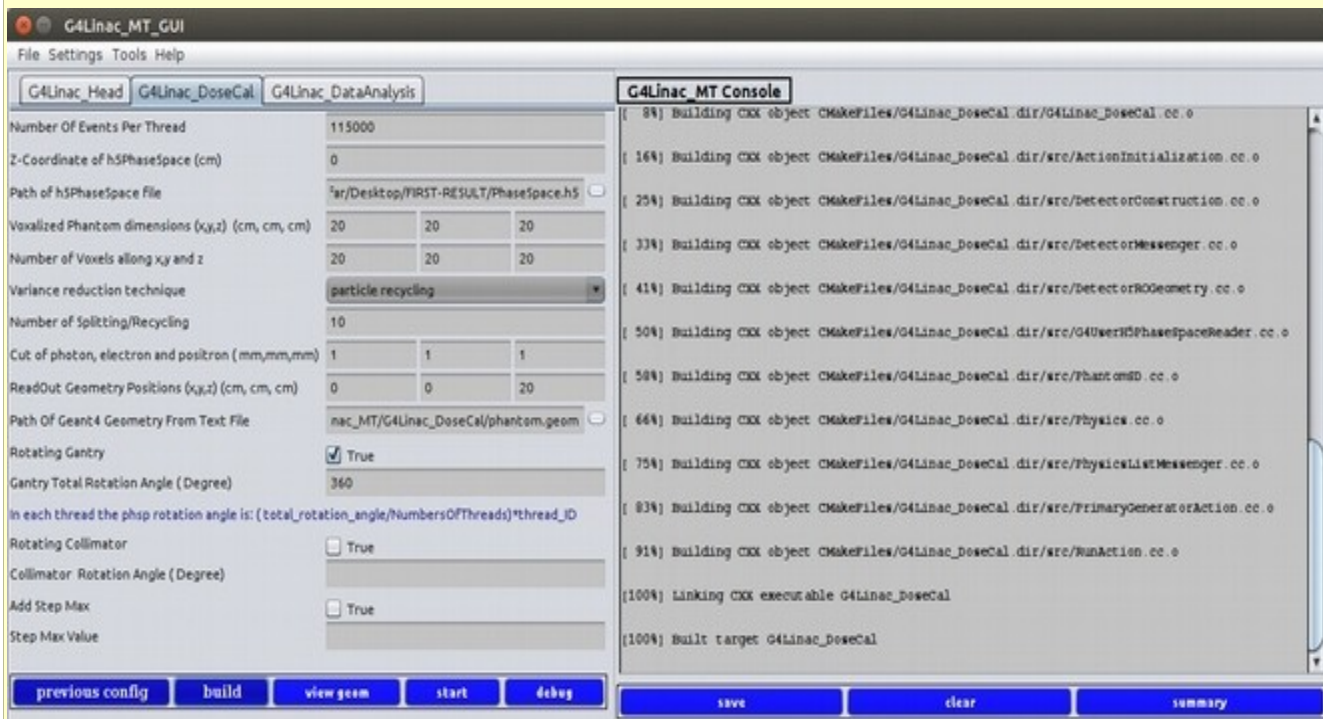 G4Linac_MT_GUI
File Settings Tools Help
G4Linac_Head G4Linac_DoseCal G4Linac_DataAnalysis
Number Of Events Per Thread 115000
Z-Coordinate of h5PhaseSpace (cm) 0
Path of h5PhaseSpace file ar/Desktop/FIRST-RESULT/PhaseSpace.h5
Voxalized Phantom dimensions (x,y,z) (cm, cm, cm) 20 20 20
Number of Voxels allong x,y and z 20 20 20
Variance reduction technique particle recycling
Number of Splitting/Recycling 10
Cut of photon, electron and positron ( mm,mm,mm) 1 1 1
ReadOut Geometry Positions (x,y,z) (cm, cm, cm) 0 0 20
Path Of Geant4 Geometry From Text File nac_MT/G4Linac_DoseCal/phantom.geom
Rotating Gantry True
Gantry Total Rotation Angle ( Degree) 360
In each thread the phsp rotation angle is: ( total_rotation_angle/NumbersOfThreads)*thread_ID
Rotating Collimator True
Collimator Rotation Angle ( Degree)
Add Step Max True
Step Max Value
previous config build view geom start debug
G4Linac_MT Console
[ 8%] Building CXX object CMakeFiles/G4Linac_DoseCal.dir/G4Linac_DoseCal.cc.o
[ 16%] Building CXX object CMakeFiles/G4Linac_DoseCal.dir/src/ActionInitialization.cc.o
[ 25%] Building CXX object CMakeFiles/G4Linac_DoseCal.dir/src/DetectorConstruction.cc.o
[ 33%] Building CXX object CMakeFiles/G4Linac_DoseCal.dir/src/DetectorMessenger.cc.o
[ 41%] Building CXX object CMakeFiles/G4Linac_DoseCal.dir/src/DetectorROGeometry.cc.o
[ 50%] Building CXX object CMakeFiles/G4Linac_DoseCal.dir/src/G4UserH5PhaseSpaceReader.cc.o
[ 58%] Building CXX object CMakeFiles/G4Linac_DoseCal.dir/src/PhantomSD.cc.o
[ 66%] Building CXX object CMakeFiles/G4Linac_DoseCal.dir/src/Physics.cc.o
[ 75%] Building CXX object CMakeFiles/G4Linac_DoseCal.dir/src/PhysicsListMessenger.cc.o
[ 83%] Building CXX object CMakeFiles/G4Linac_DoseCal.dir/src/PrimaryGeneratorAction.cc.o
[ 91%] Building CXX object CMakeFiles/G4Linac_DoseCal.dir/src/RunAction.cc.o
[100%] Linking CXX executable G4Linac_DoseCal
[100%] Built target G4Linac_DoseCal
save clear summary